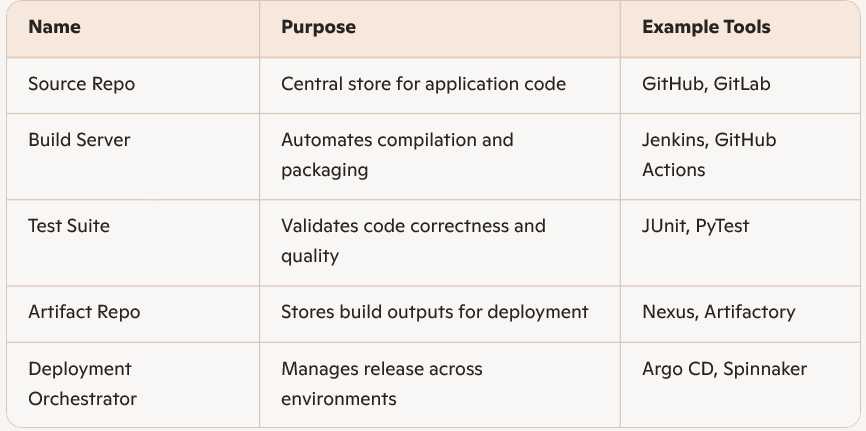 Name Purpose Example Tools
Source Repo Central store for application code GitHub, GitLab
Build Server Automates compilation and Jenkins, GitHub
packaging Actions
Test Suite Validates code correctness and JUnit, PyTest
quality
Artifact Repo Stores build outputs for deployment Nexus, Artifactory
Deployment Manages release across Argo CD, Spinnaker
Orchestrator environments